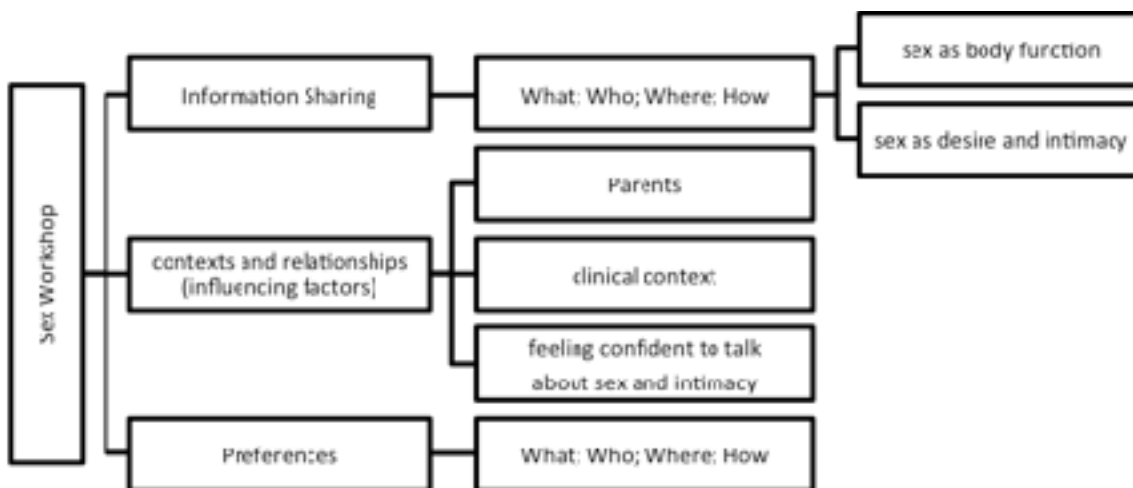 Sex Workshop
Information Sharing
What; Who; Where; How
sex as body function
sex as desire and intimacy
contexts and relationships
(influencing factors)
Parents
clinical context
feeling confident to talk
about sex and intimacy
Preferences
What; Who; Where; How